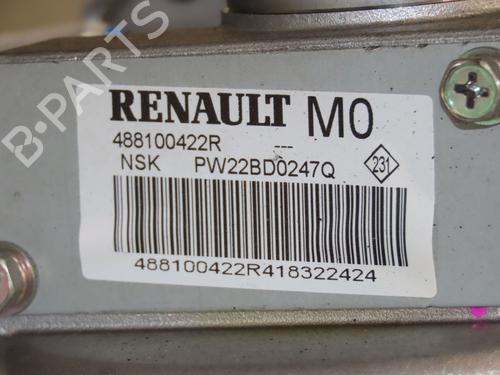 B-PARTS
RENAULT M0
488100422R ---
NSK PW22BD0247Q 231
488100422R418322424